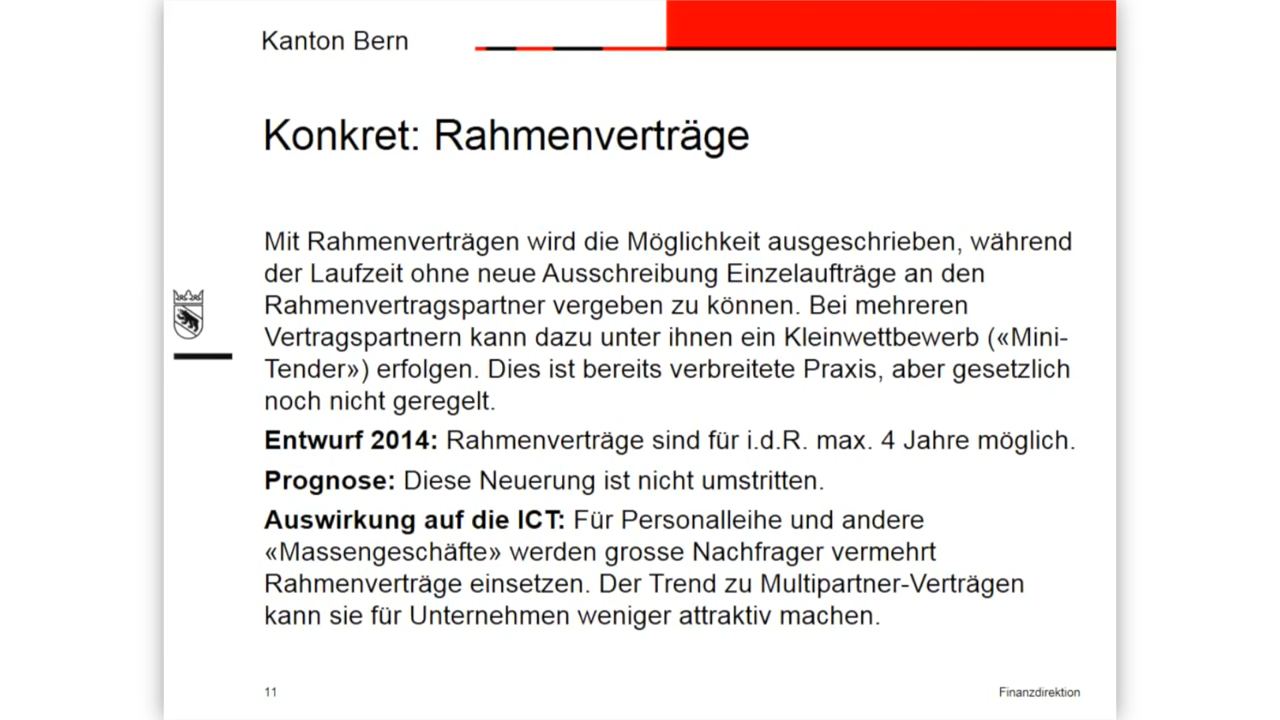 Kanton Bern
Konkret: Rahmenverträge
Mit Rahmenverträgen wird die Möglichkeit ausgeschrieben, während
der Laufzeit ohne neue Ausschreibung Einzelaufträge an den
Rahmenvertragspartner vergeben zu können. Bei mehreren
Vertragspartnern kann dazu unter ihnen ein Kleinwettbewerb («Mini-
Tender») erfolgen. Dies ist bereits verbreitete Praxis, aber gesetzlich
noch nicht geregelt.
Entwurf 2014: Rahmenverträge sind für i.d.R. max. 4 Jahre möglich.
Prognose: Diese Neuerung ist nicht umstritten.
Auswirkung auf die ICT: Für Personalleihe und andere
«Massengeschäfte» werden grosse Nachfrager vermehrt
Rahmenverträge einsetzen. Der Trend zu Multipartner-Verträgen
kann sie für Unternehmen weniger attraktiv machen.
11
Finanzdirektion